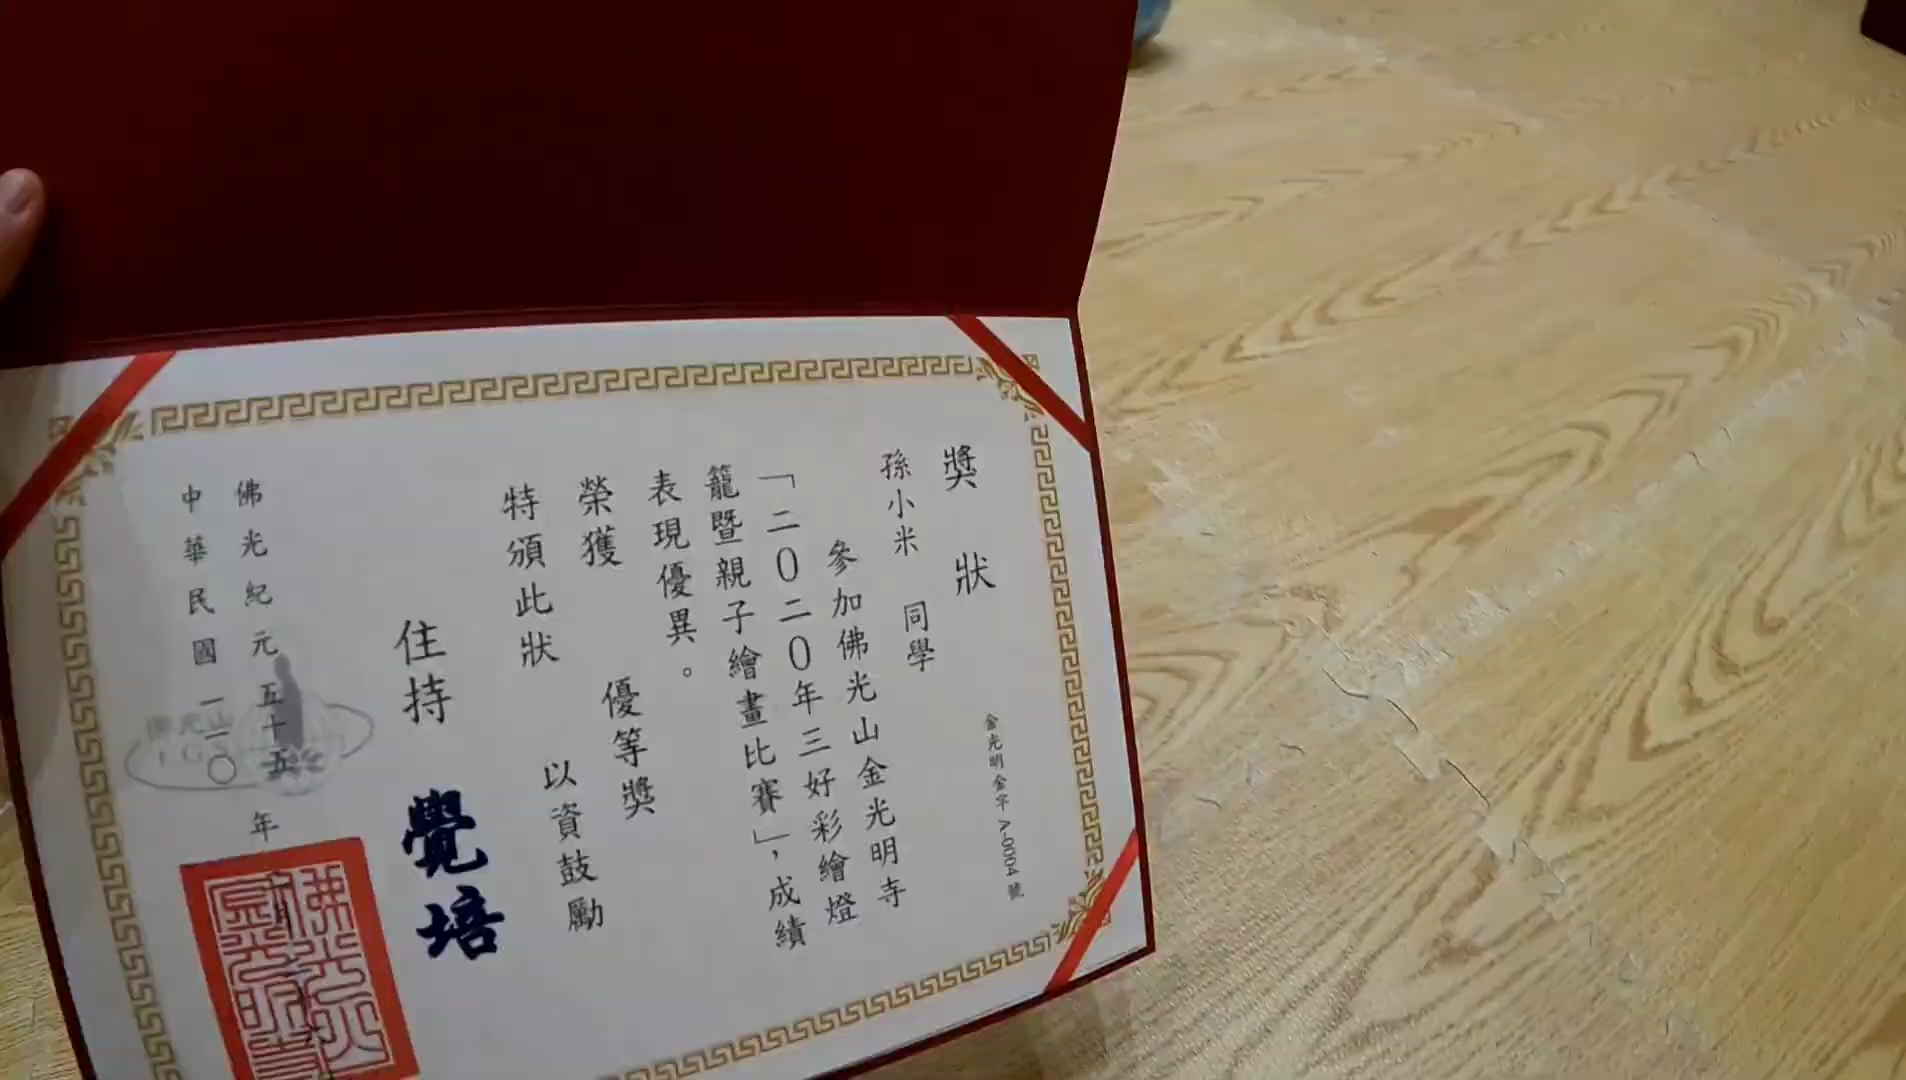 獎狀
金光明金字 A-0004 號
孫小米 同學
參加佛光山金光明寺
「二〇二〇年三好彩繪燈
籠暨親子繪畫比賽」,成績
表現優異。
榮獲 優等獎
特頒此狀 以資鼓勵
住持 覺培
佛光紀元五十五年
中華民國一一〇